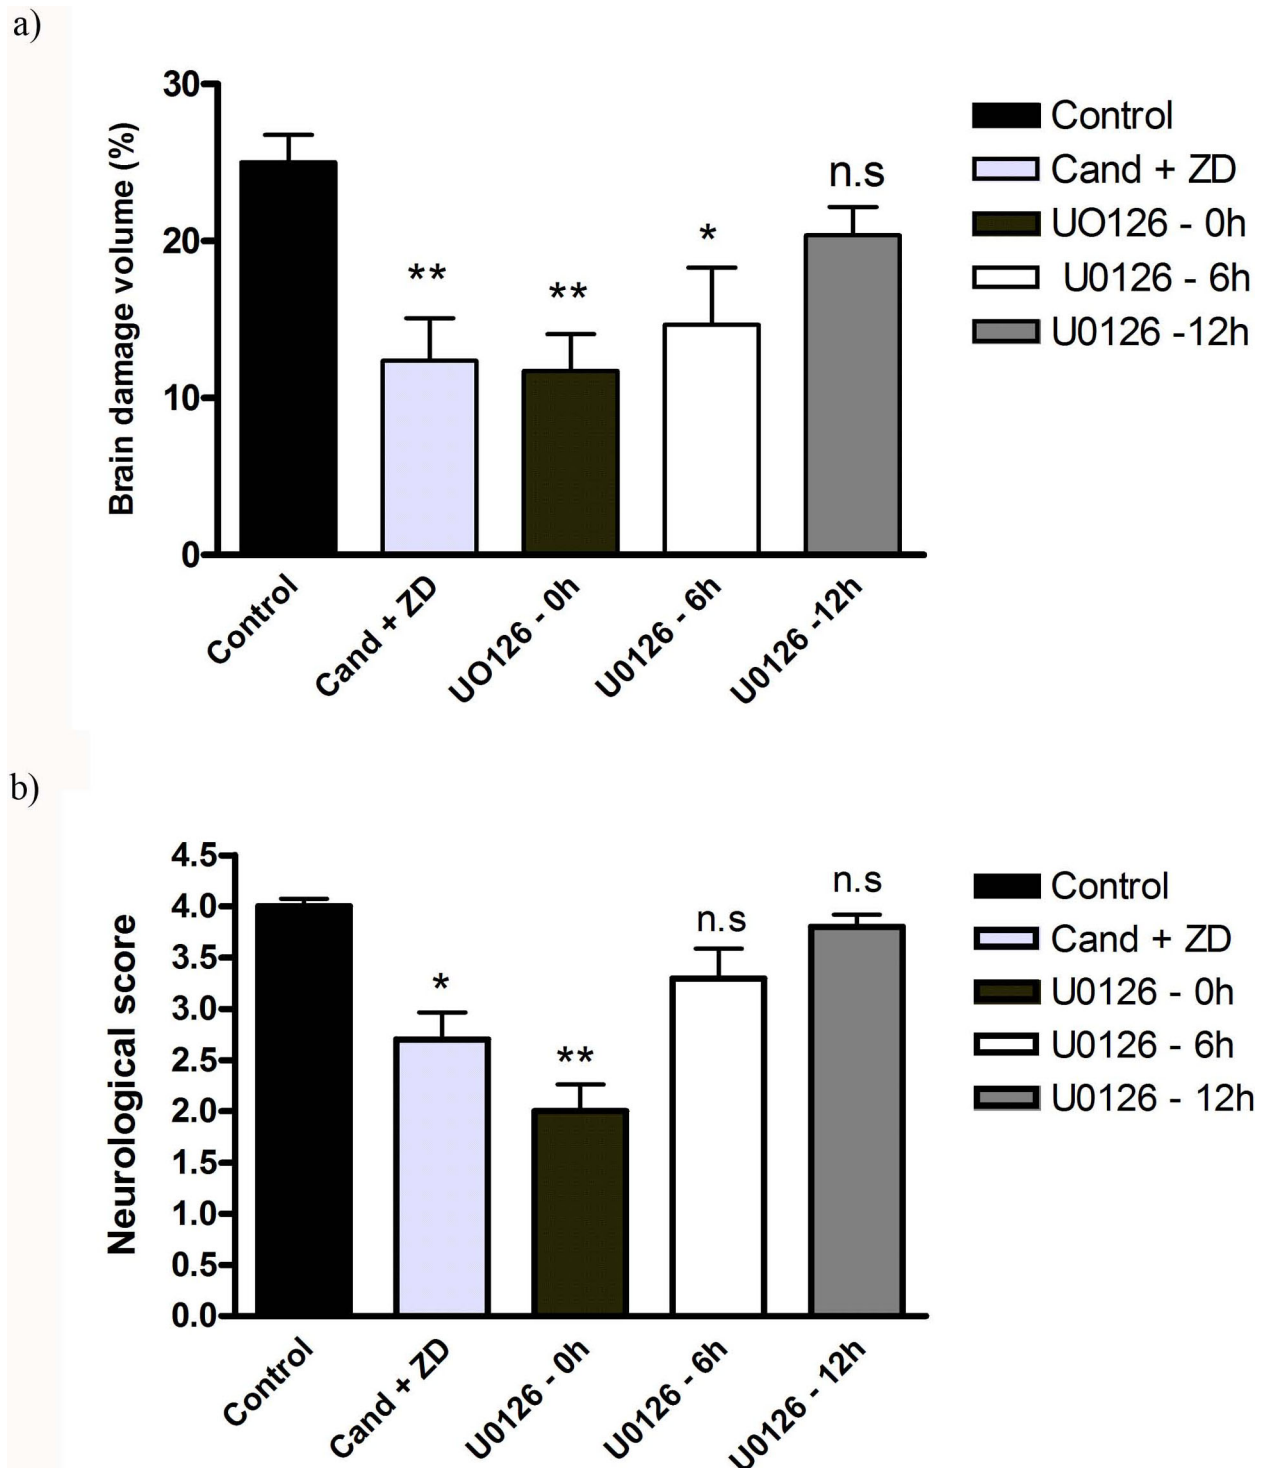 a)
Brain damage volume (%)
30
20
10
0
**
**
*
n.s
Control
Cand + ZD
UO126 - 0h
U0126 - 6h
U0126 -12h
Control
Cand + ZD
UO126 - 0h
U0126 - 6h
U0126 -12h
b)
Neurological score
4.5
4.0
3.5
3.0
2.5
2.0
1.5
1.0
0.5
0.0
*
**
n.s
n.s
Control
Cand + ZD
U0126 - 0h
U0126 - 6h
U0126 - 12h
Control
Cand + ZD
U0126 - 0h
U0126 - 6h
U0126 - 12h